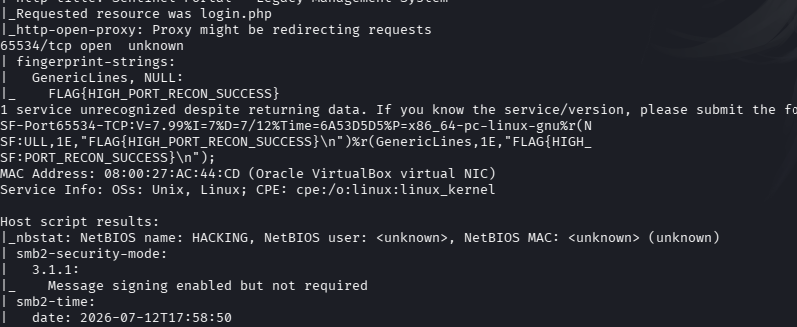 |_http-title: Sentinel Portal - Legacy Management System
|_Requested resource was login.php
|_http-open-proxy: Proxy might be redirecting requests
65534/tcp open  unknown
| fingerprint-strings:
|   GenericLines, NULL:
|_    FLAG{HIGH_PORT_RECON_SUCCESS}
1 service unrecognized despite returning data. If you know the service/version, please submit the fo
SF-Port65534-TCP:V=7.99%I=7%D=7/12%Time=6A53D5D5%P=x86_64-pc-linux-gnu%r(N
SF:ULL,1E,"FLAG{HIGH_PORT_RECON_SUCCESS}\n")%r(GenericLines,1E,"FLAG{HIGH_
SF:PORT_RECON_SUCCESS}\n");
MAC Address: 08:00:27:AC:44:CD (Oracle VirtualBox virtual NIC)
Service Info: OSs: Unix, Linux; CPE: cpe:/o:linux:linux_kernel

Host script results:
|_nbstat: NetBIOS name: HACKING, NetBIOS user: <unknown>, NetBIOS MAC: <unknown> (unknown)
| smb2-security-mode:
|   3.1.1:
|_    Message signing enabled but not required
| smb2-time:
|   date: 2026-07-12T17:58:50